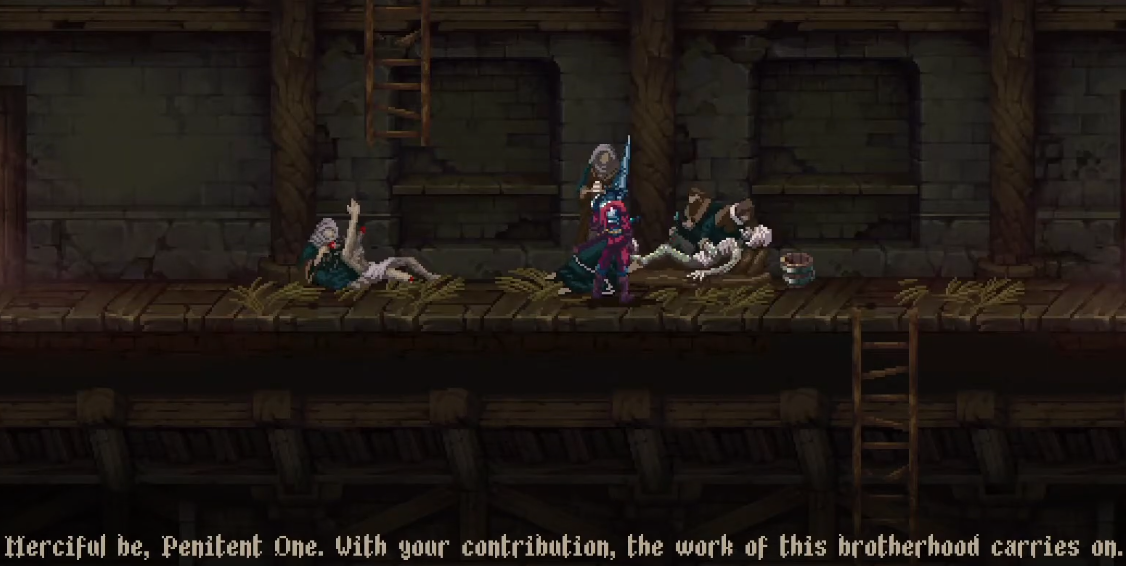 Merciful be, Penitent One. With your contribution, the work of this brotherhood carries on.